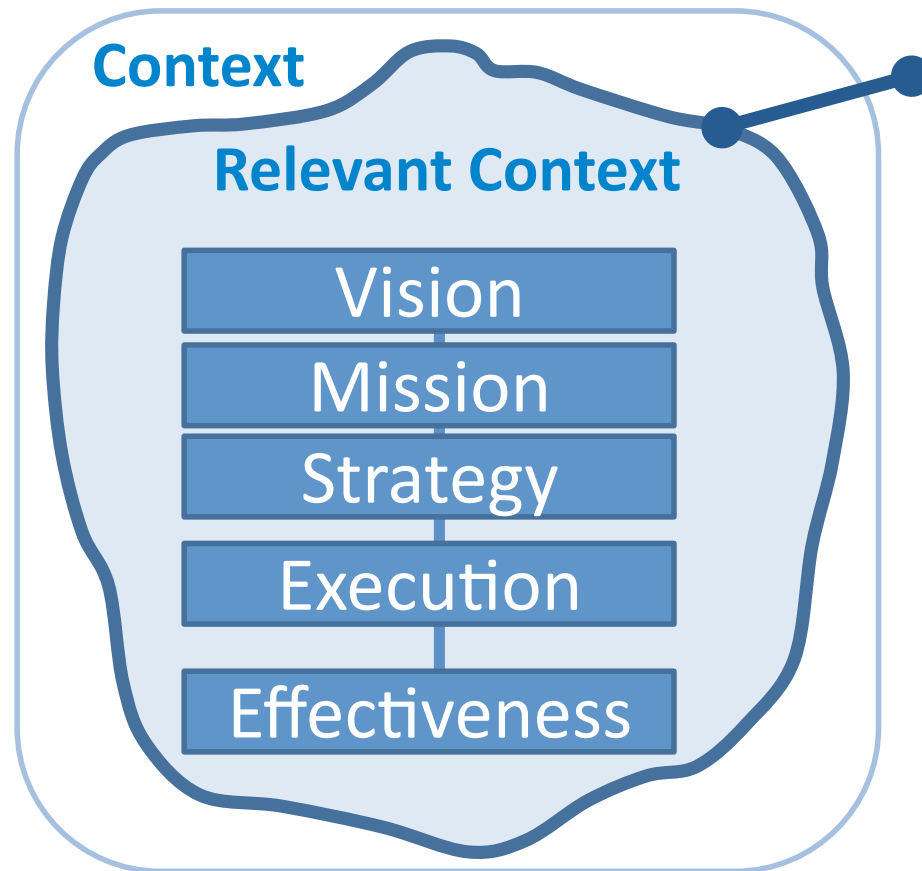 Context
Relevant Context
Vision
Mission
Strategy
Execution
Effectiveness